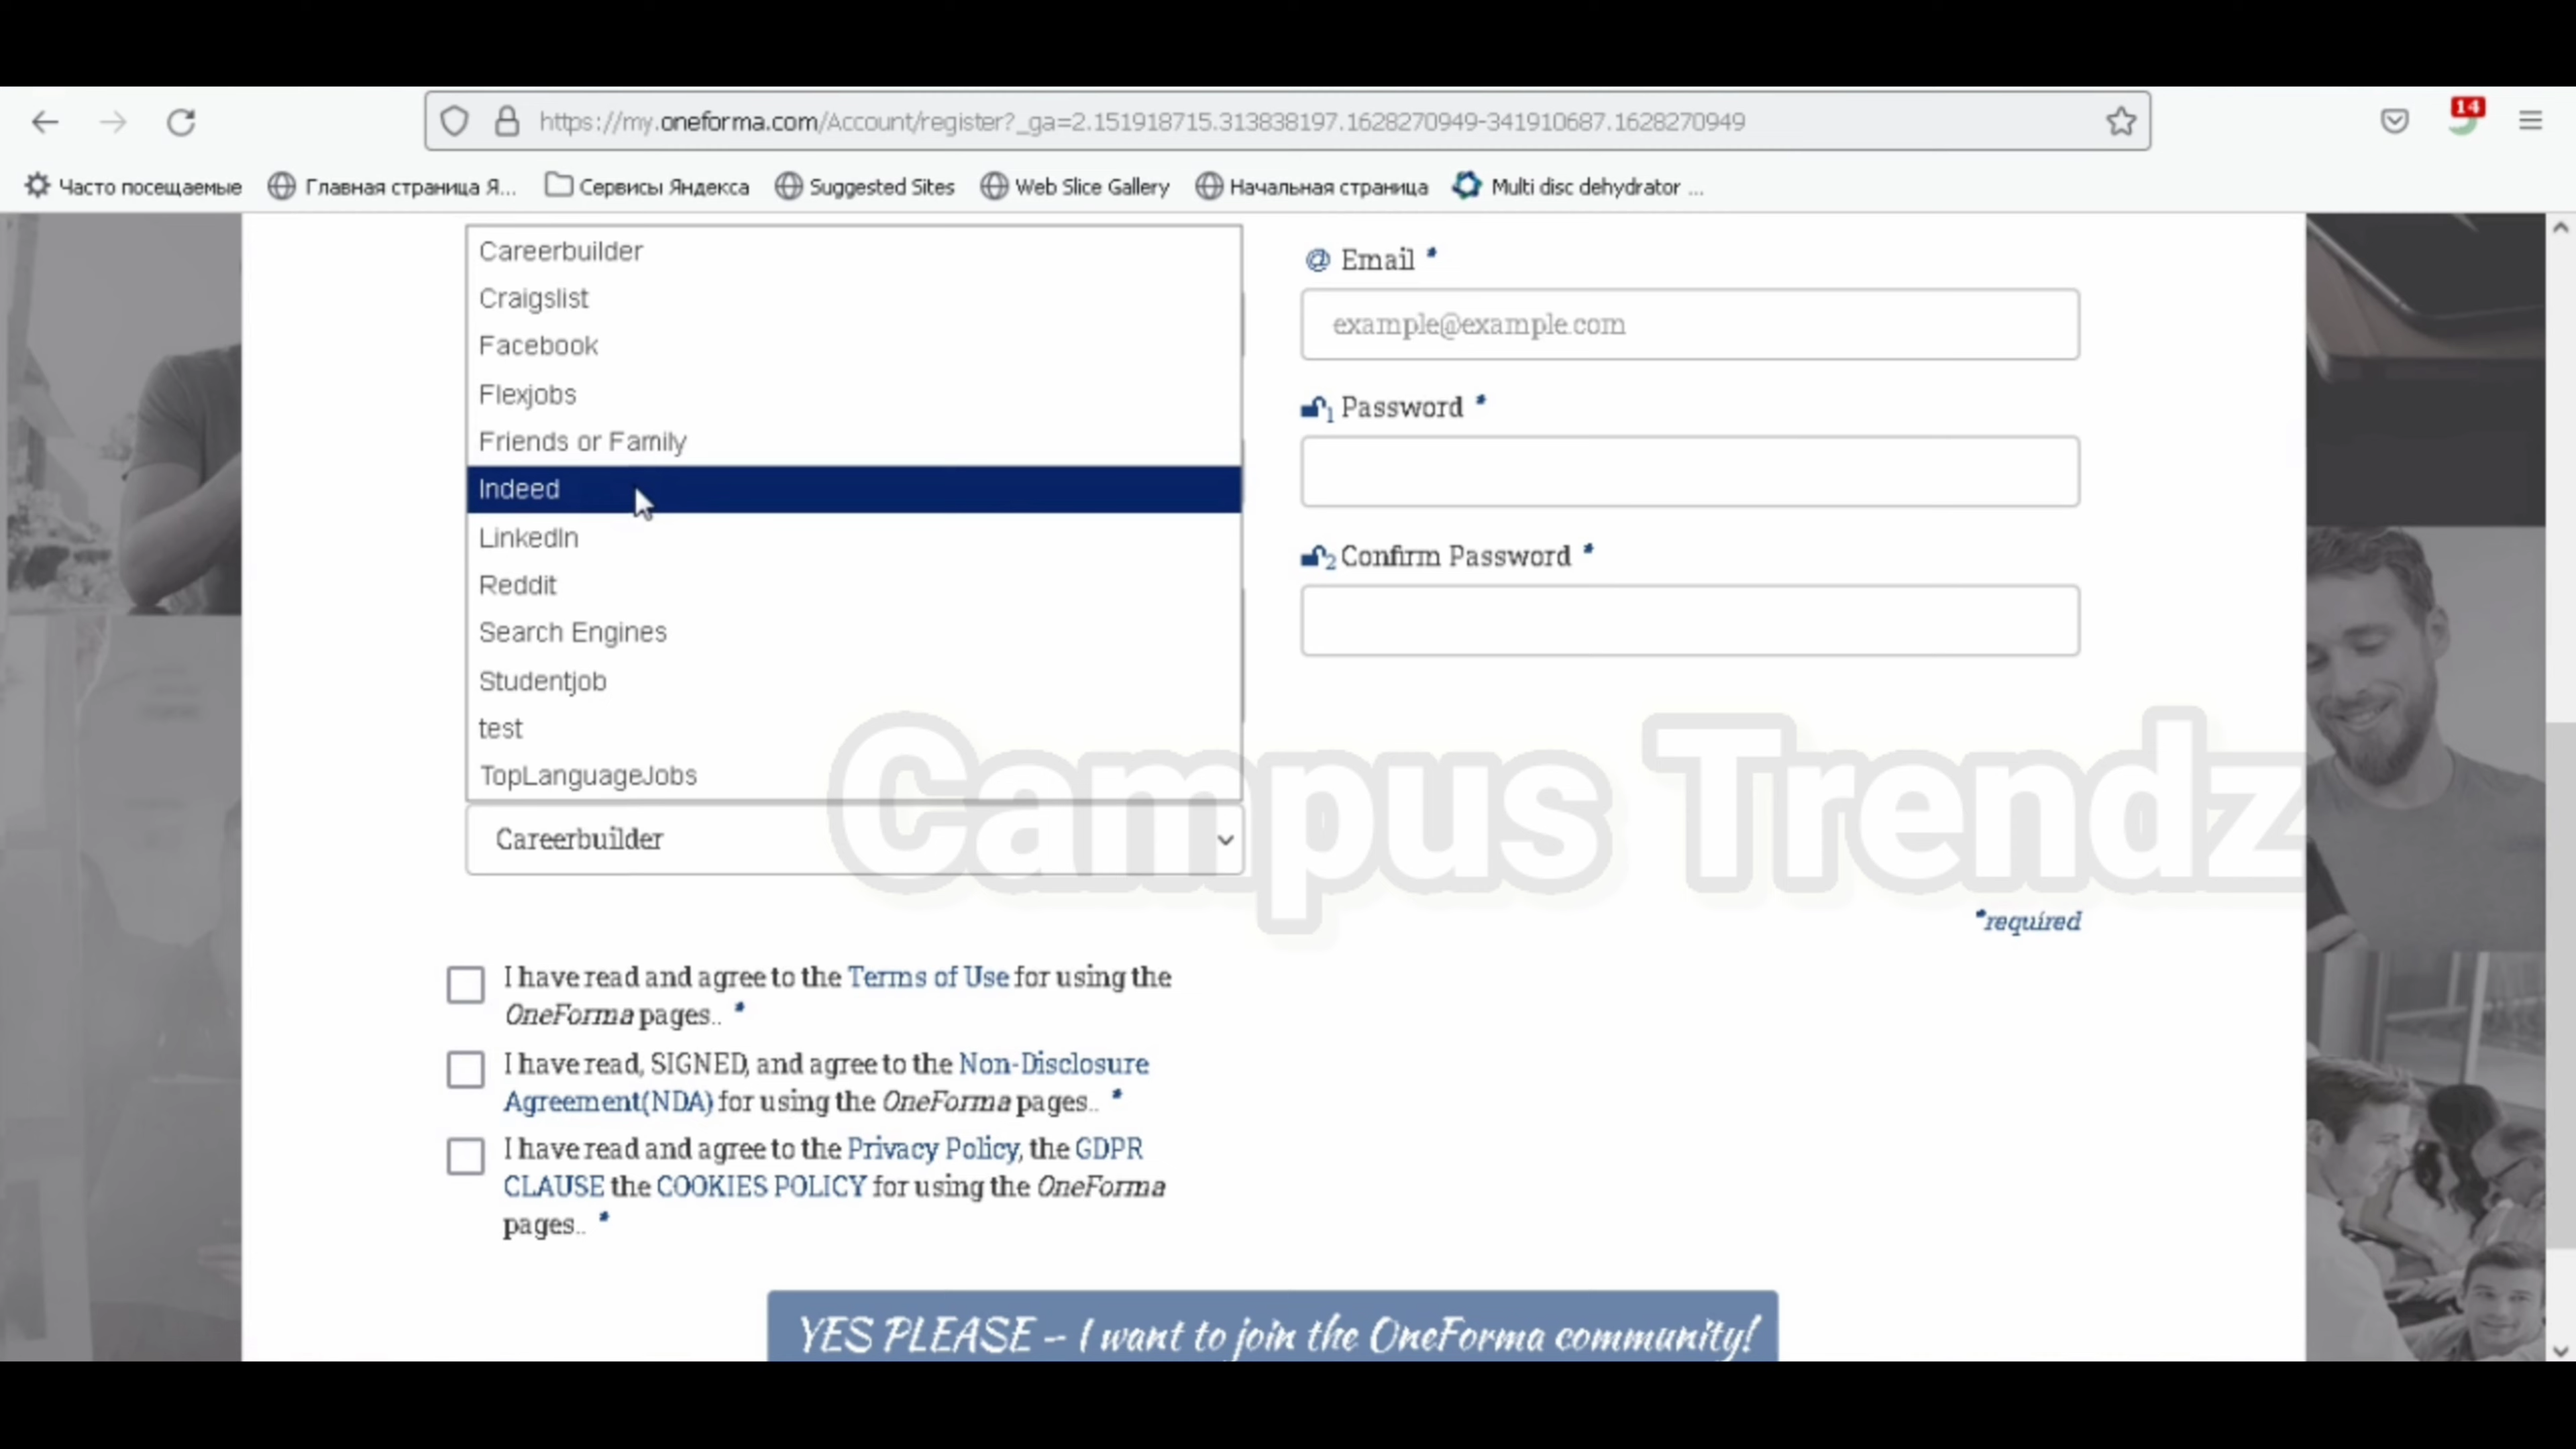 https://my.oneforma.com/Account/register?_ga=2.151918715.313838197.1628270949-341910687.1628270949
14
Часто посещаемые
Главная страница Я...
Сервисы Яндекса
Suggested Sites
Web Slice Gallery
Начальная страница
Multi disc dehydrator ...
Careerbuilder
Craigslist
Facebook
Flexjobs
Friends or Family
Indeed
LinkedIn
Reddit
Search Engines
Studentjob
test
TopLanguageJobs
Careerbuilder
@ Email *
example@example.com
1 Password *
2 Confirm Password *
Campus Trendz
*required
I have read and agree to the Terms of Use for using the
OneForma pages.. *
I have read, SIGNED, and agree to the Non-Disclosure
Agreement(NDA) for using the OneForma pages.. *
I have read and agree to the Privacy Policy, the GDPR
CLAUSE the COOKIES POLICY for using the OneForma
pages.. *
YES PLEASE -- I want to join the OneForma community!